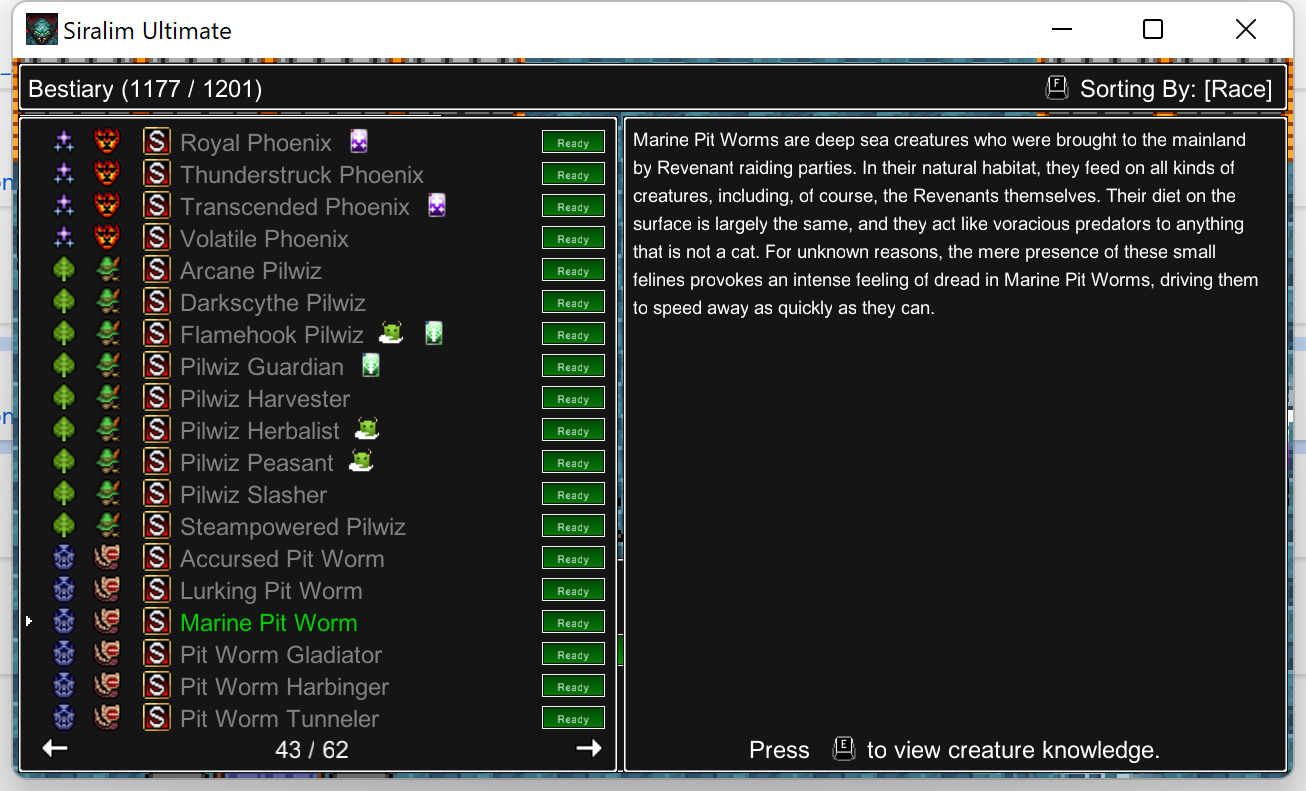 Siralim Ultimate
Bestiary (1177 / 1201)
F Sorting By: [Race]
S Royal Phoenix Ready
S Thunderstruck Phoenix Ready
S Transcended Phoenix Ready
S Volatile Phoenix Ready
S Arcane Pilwiz Ready
S Darkscythe Pilwiz Ready
S Flamehook Pilwiz Ready
S Pilwiz Guardian Ready
S Pilwiz Harvester Ready
S Pilwiz Herbalist Ready
S Pilwiz Peasant Ready
S Pilwiz Slasher Ready
S Steampowered Pilwiz Ready
S Accursed Pit Worm Ready
S Lurking Pit Worm Ready
S Marine Pit Worm Ready
S Pit Worm Gladiator Ready
S Pit Worm Harbinger Ready
S Pit Worm Tunneler Ready
43 / 62
Marine Pit Worms are deep sea creatures who were brought to the mainland
by Revenant raiding parties. In their natural habitat, they feed on all kinds of
creatures, including, of course, the Revenants themselves. Their diet on the
surface is largely the same, and they act like voracious predators to anything
that is not a cat. For unknown reasons, the mere presence of these small
felines provokes an intense feeling of dread in Marine Pit Worms, driving them
to speed away as quickly as they can.
Press E to view creature knowledge.